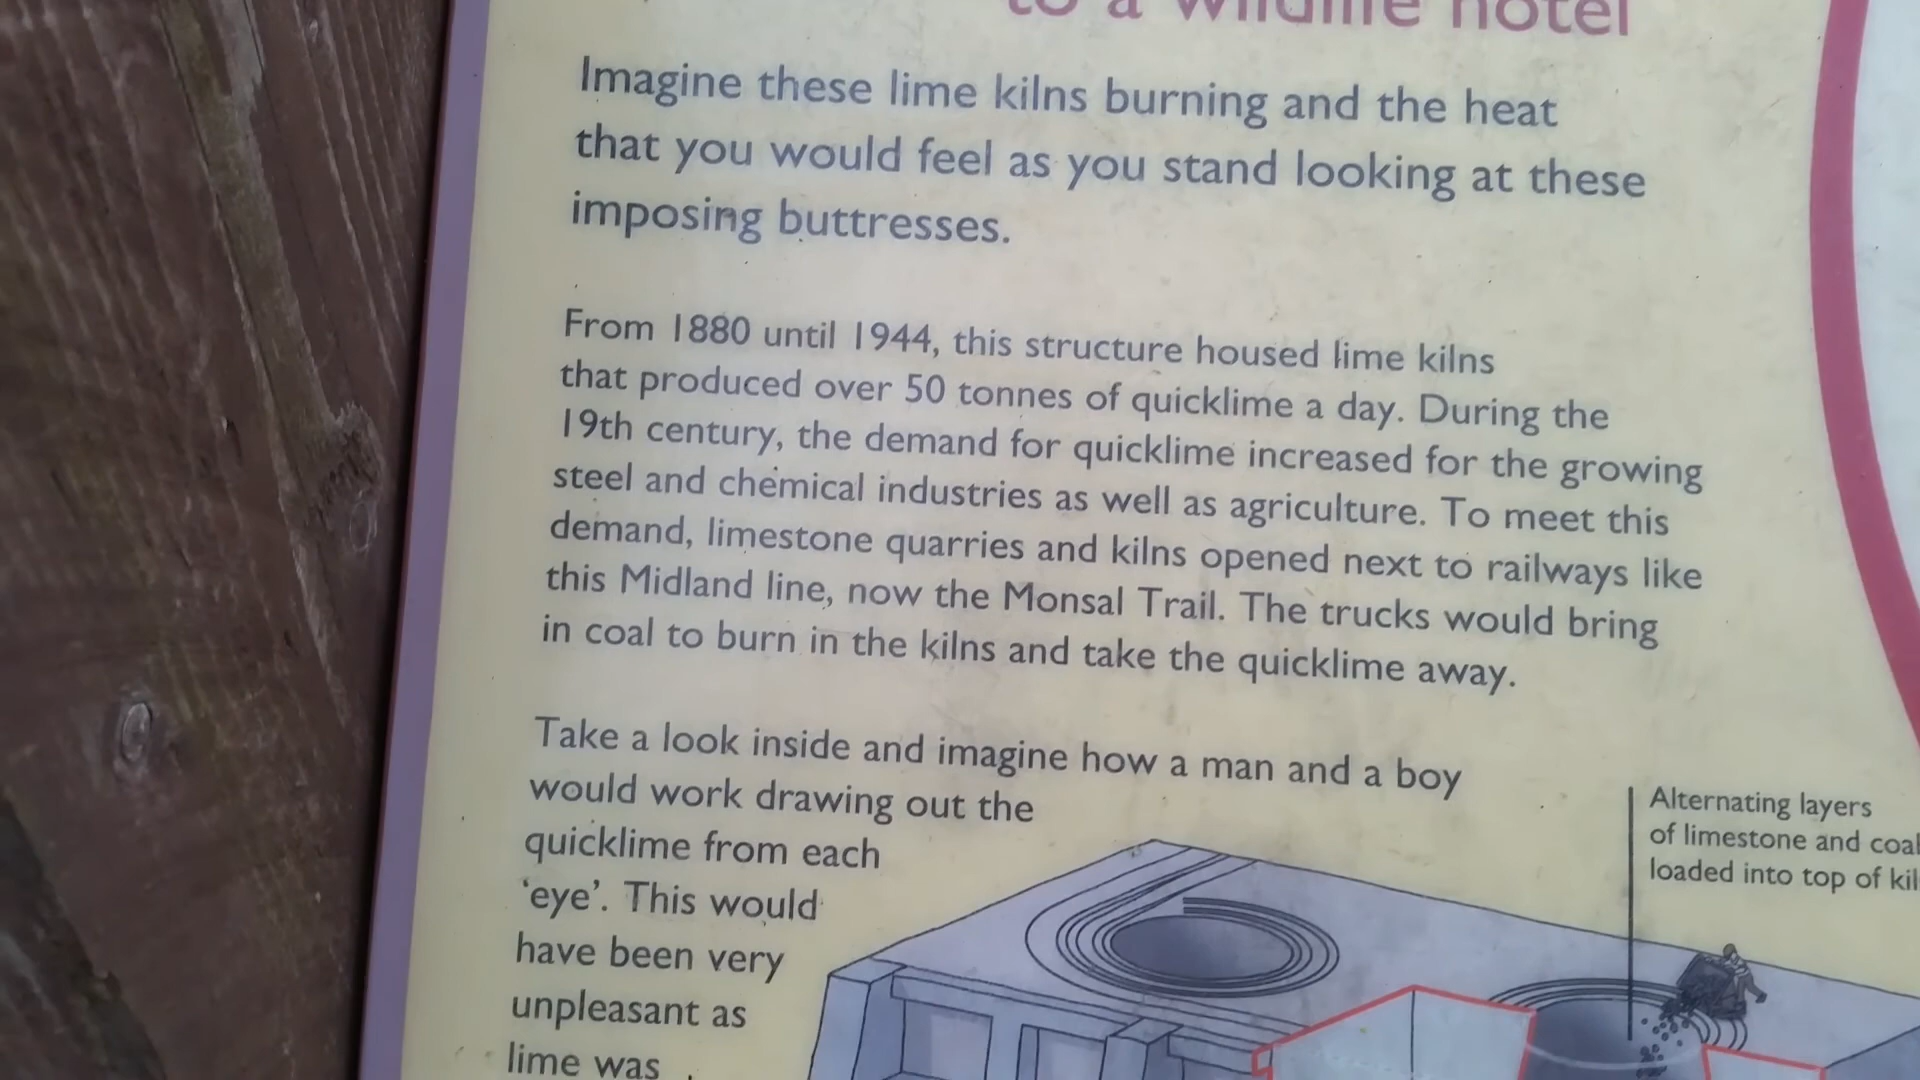 to a wildlife hotel
Imagine these lime kilns burning and the heat
that you would feel as you stand looking at these
imposing buttresses.
From 1880 until 1944, this structure housed lime kilns
that produced over 50 tonnes of quicklime a day. During the
19th century, the demand for quicklime increased for the growing
steel and chemical industries as well as agriculture. To meet this
demand, limestone quarries and kilns opened next to railways like
this Midland line, now the Monsal Trail. The trucks would bring
in coal to burn in the kilns and take the quicklime away.
Take a look inside and imagine how a man and a boy
would work drawing out the
quicklime from each
‘eye’. This would
have been very
unpleasant as
lime was
Alternating layers
of limestone and coal
loaded into top of